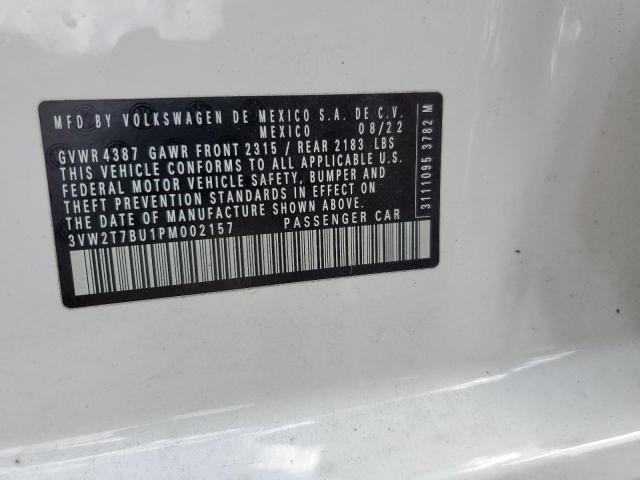 MFD BY VOLKSWAGEN DE MEXICO S.A. DE C.V.
MEXICO 08/22
GVWR 4387 GAWR FRONT 2315 / REAR 2183 LBS
THIS VEHICLE CONFORMS TO ALL APPLICABLE U.S.
FEDERAL MOTOR VEHICLE SAFETY, BUMPER AND
THEFT PREVENTION STANDARDS IN EFFECT ON
THE DATE OF MANUFACTURE SHOWN ABOVE.
3VW2T7BU1PM002157 PASSENGER CAR
3111095 3782 M